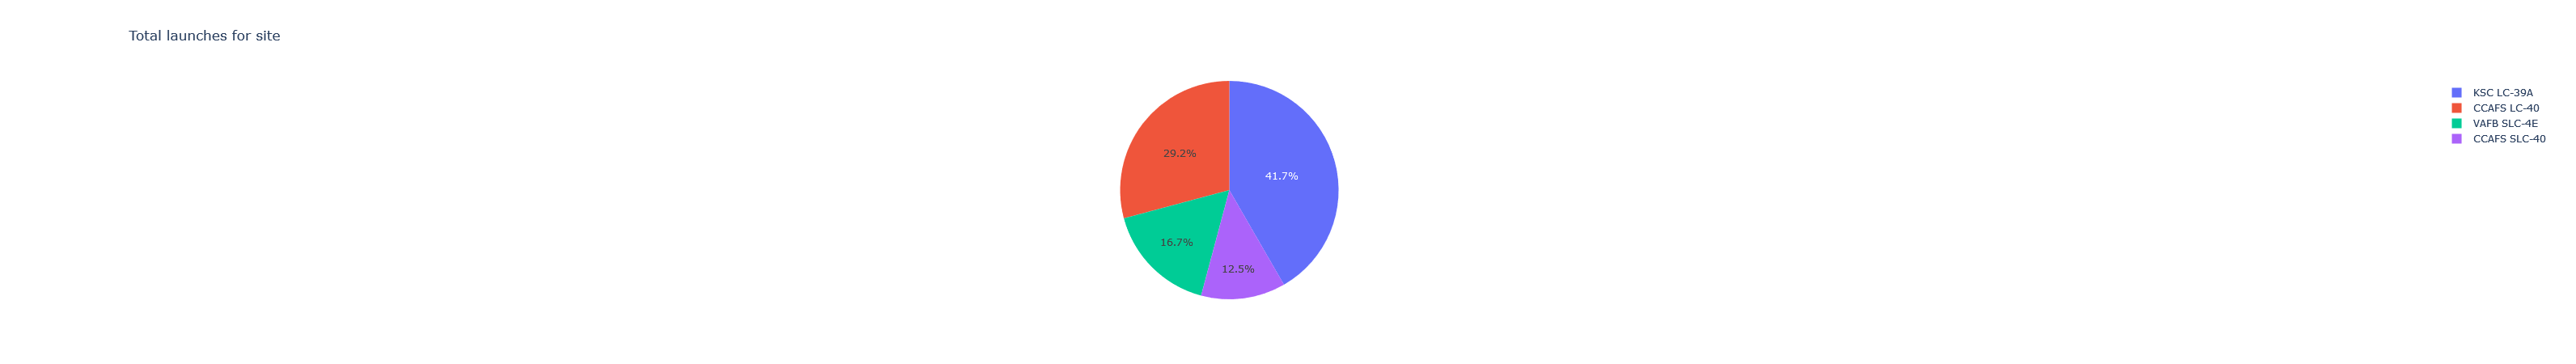 Total launches for site
KSC LC-39A
CCAFS LC-40
VAFB SLC-4E
CCAFS SLC-40
29.2%
41.7%
16.7%
12.5%